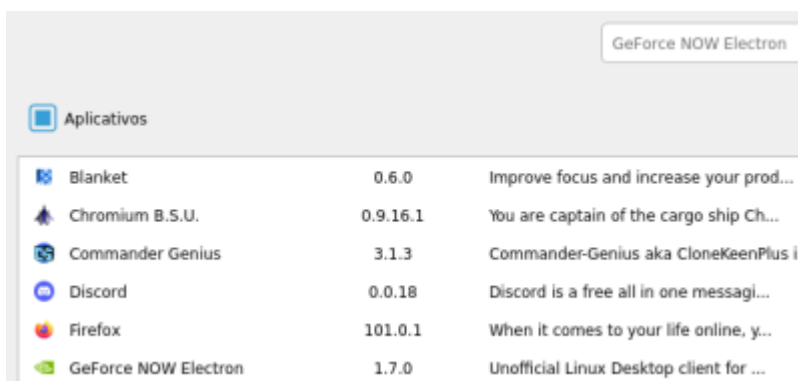 GeForce NOW Electron
Aplicativos
Blanket 0.6.0 Improve focus and increase your prod...
Chromium B.S.U. 0.9.16.1 You are captain of the cargo ship Ch...
Commander Genius 3.1.3 Commander-Genius aka CloneKeenPlus i
Discord 0.0.18 Discord is a free all in one messagi...
Firefox 101.0.1 When it comes to your life online, y...
GeForce NOW Electron 1.7.0 Unofficial Linux Desktop client for ...